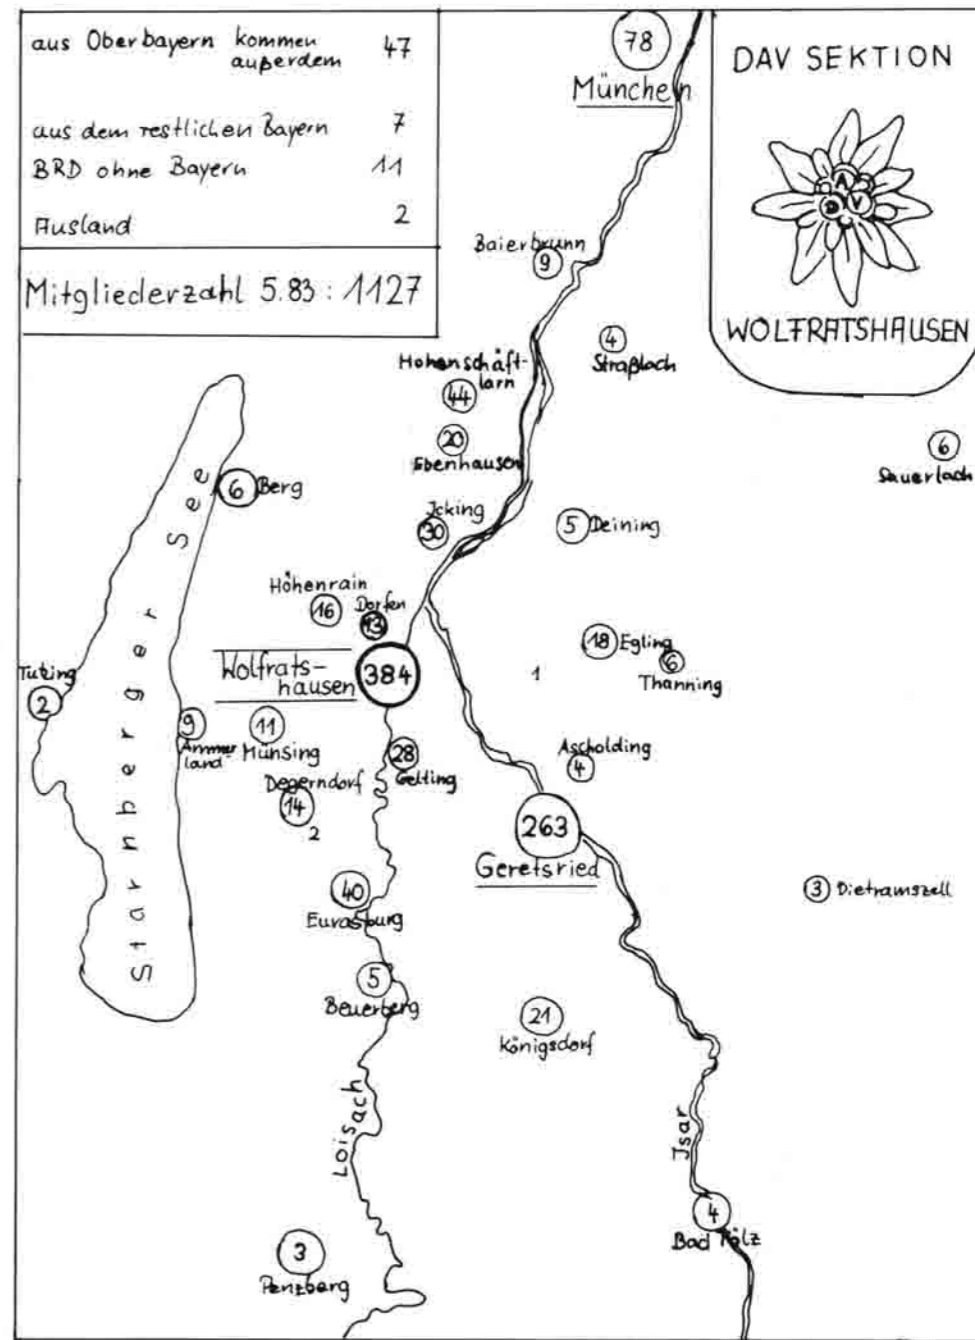 aus Oberbayern kommen
außerdem 47
aus dem restlichen Bayern 7
BRD ohne Bayern 11
Ausland 2
Mitgliederzahl 5.83 : 1127
DAV SEKTION
A
D V
WOLFRATSHAUSEN
78
München
Baierbrunn
9
4
Straßlach
Hohenschäft-
larn
44
20
Ebenhausen
6
Sauerlach
6 Berg
Icking
30
5 Deining
Höhenrain
16
Dorfen
13
18 Egling
6
Thanning
Wolfrats-
hausen
384
1
Tutzing
2
9
Ammer
land
11
Münsing
28
Gelting
Ascholding
4
Degerndorf
14
2
263
Geretsried
40
Eurasburg
3 Dietramszell
5
Beuerberg
21
Königsdorf
Starnberger See
Loisach
Isar
4
Bad Tölz
3
Penzberg